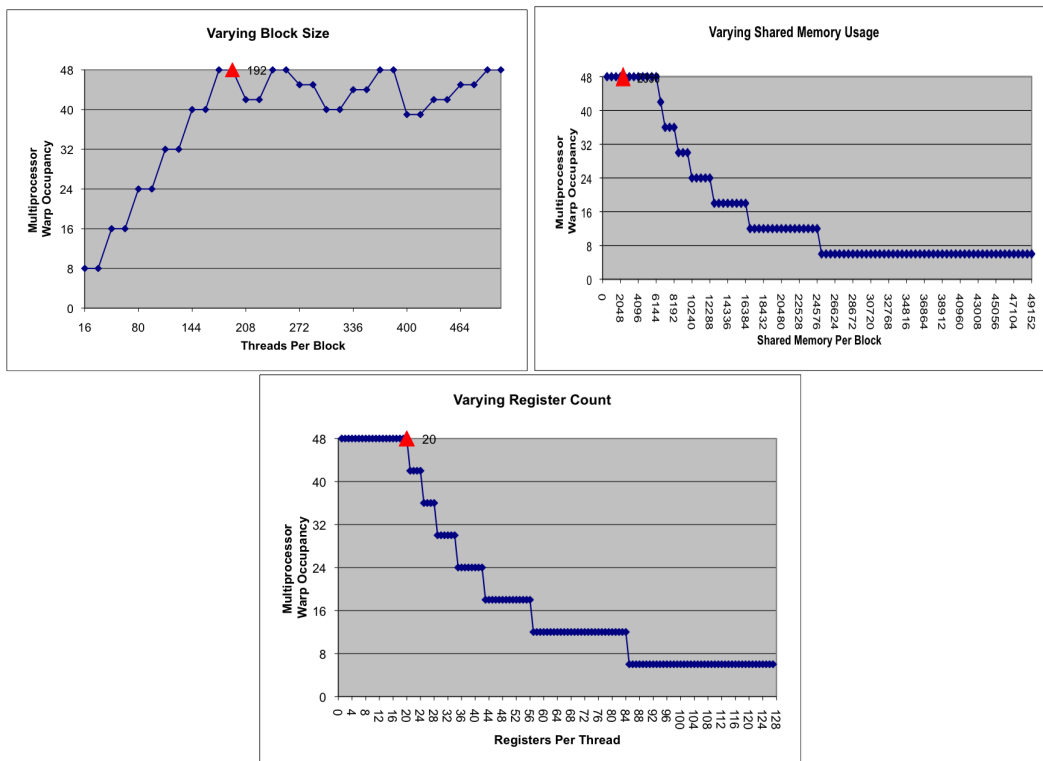 Varying Block Size
Multiprocessor
Warp Occupancy
48
40
32
24
16
8
0
192
16 80 144 208 272 336 400 464
Threads Per Block
Varying Shared Memory Usage
Multiprocessor
Warp Occupancy
48
42
36
30
24
18
12
6
0
0 2048 4096 6144 8192 10240 12288 14336 16384 18432 20480 22528 24576 26624 28672 30720 32768 34816 36864 38912 40960 43008 45056 47104 49152
Shared Memory Per Block
Varying Register Count
Multiprocessor
Warp Occupancy
48
40
32
24
16
8
0
20
0 4 8 12 16 20 24 28 32 36 40 44 48 52 56 60 64 68 72 76 80 84 88 92 96 100 104 108 112 116 120 124 128
Registers Per Thread